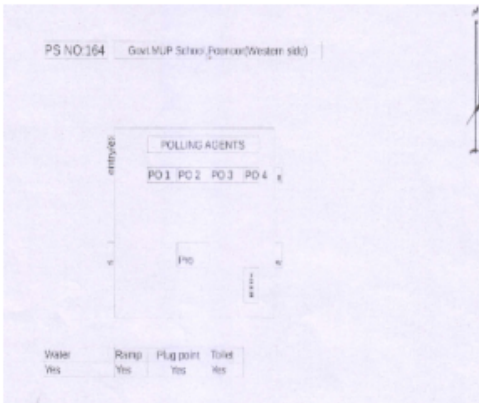 PS NO:164 Govt.MUP School,Poonoor(Western side)
POLLING AGENTS
entry/exit
PO 1 PO 2 PO 3 PO 4
Pro
Water Ramp Plug point Toilet
Yes Yes Yes Yes